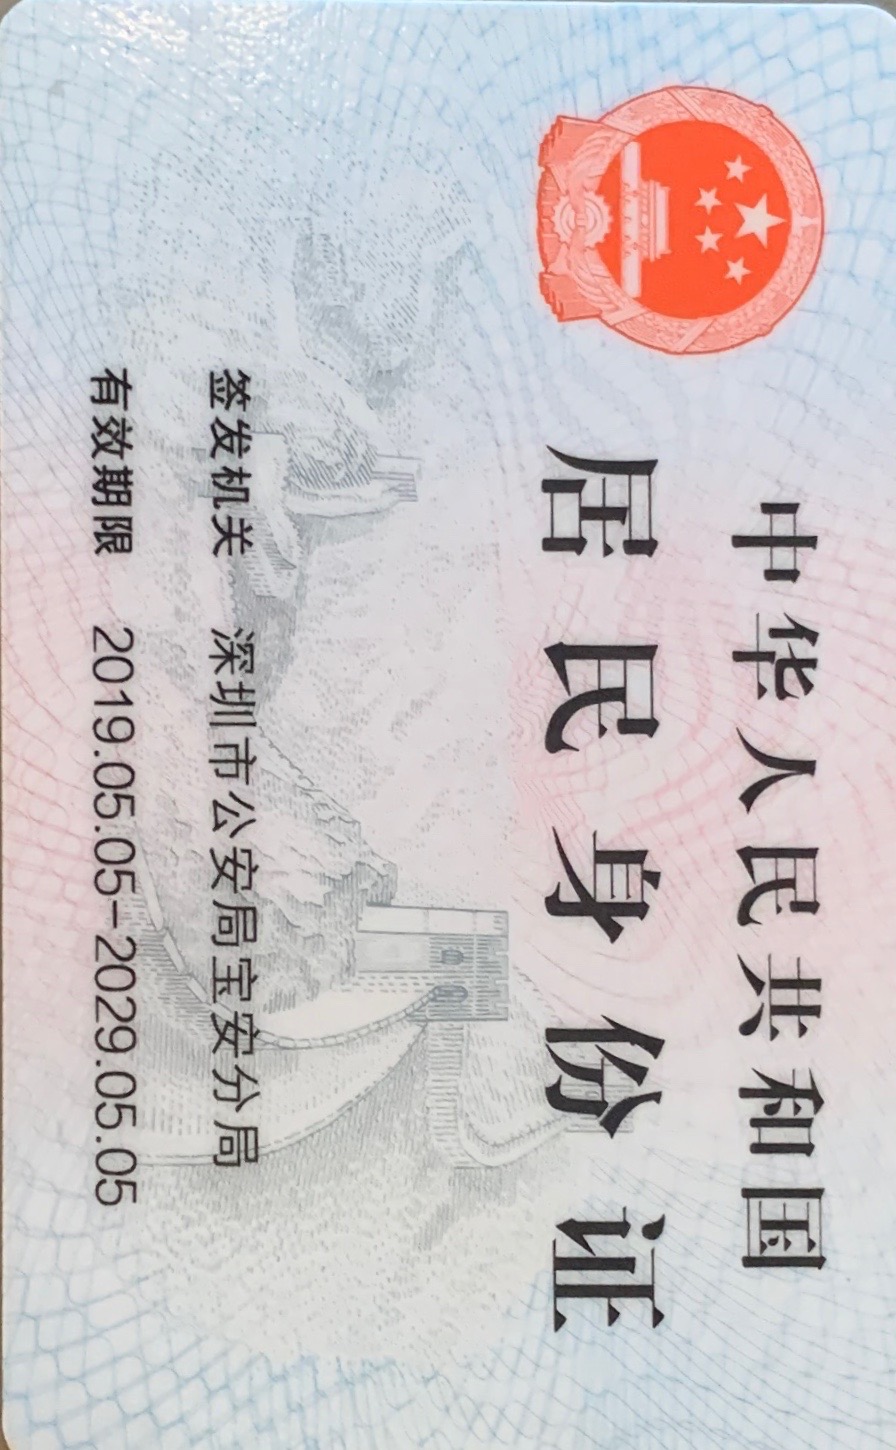 中华人民共和国
居民身份证
签发机关 深圳市公安局宝安分局
有效期限 2019.05.05-2029.05.05